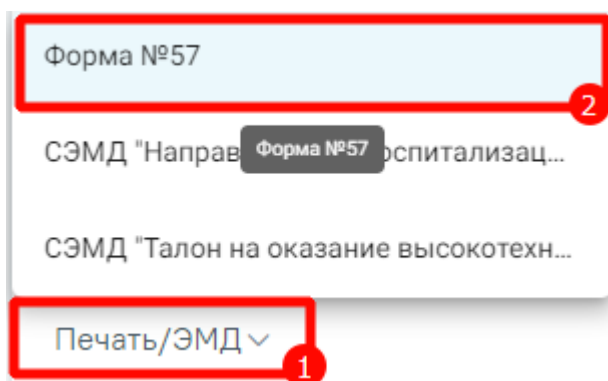 Форма №57
2
СЭМД "Направ
Форма №57
оспитализац...
СЭМД "Талон на оказание высокотехн...
Печать/ЭМД
1